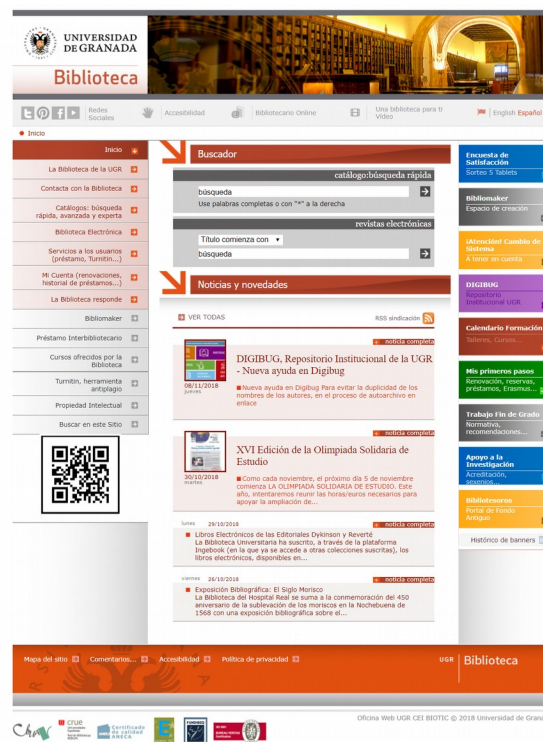 UNIVERSIDAD
DE GRANADA
Biblioteca
Redes
Sociales
Accesibilidad
Bibliotecario Online
Una biblioteca para ti
Vídeo
English Español
Inicio
Inicio
La Biblioteca de la UGR
Contacta con la Biblioteca
Catálogos: búsqueda
rápida, avanzada y experta
Biblioteca Electrónica
Servicios a los usuarios
(préstamo, Turnitin...)
Mi Cuenta (renovaciones,
historial de préstamos...)
La Biblioteca responde
Bibliomaker
Préstamo Interbibliotecario
Cursos ofrecidos por la
Biblioteca
Turnitin, herramienta
antiplagio
Propiedad Intelectual
Buscar en este Sitio
Buscador
catálogo:búsqueda rápida
búsqueda
Use palabras completas o con "*" a la derecha
revistas electrónicas
Título comienza con
búsqueda
Noticias y novedades
VER TODAS
RSS sindicación
noticia completa
DIGIBUG, Repositorio Institucional de la UGR
- Nueva ayuda en Digibug
08/11/2018
jueves
Nueva ayuda en Digibug Para evitar la duplicidad de los
nombres de los autores, en el proceso de autoarchivo en
enlace
noticia completa
XVI Edición de la Olimpiada Solidaria de
Estudio
30/10/2018
martes
Como cada noviembre, el próximo día 5 de noviembre
comienza LA OLIMPIADA SOLIDARIA DE ESTUDIO. Este
año, intentaremos reunir las horas/euros necesarios para
apoyar la ampliación de...
lunes 29/10/2018
noticia completa
Libros Electrónicos de las Editoriales Dykinson y Reverté
La Biblioteca Universitaria ha suscrito, a través de la plataforma
Ingebook (en la que ya se accede a otras colecciones suscritas), los
libros electrónicos, disponibles en...
viernes 26/10/2018
noticia completa
Exposición Bibliográfica: El Siglo Morisco
La Biblioteca del Hospital Real se suma a la conmemoración del 450
aniversario de la sublevación de los moriscos en la Nochebuena de
1568 con una exposición bibliográfica sobre el...
Encuesta de
Satisfacción
Sorteo 5 Tablets
Bibliomaker
Espacio de creación
¡Atención! Cambio de
Sistema
A tener en cuenta
DIGIBUG
Repositorio
Institucional UGR
Calendario Formación
Talleres, Cursos...
Mis primeros pasos
Renovación, reservas,
préstamos, Erasmus...
Trabajo Fin de Grado
Normativa,
recomendaciones...
Apoyo a la
Investigación
Acreditación,
sexenios...
Bibliotesoros
Portal de Fondo
Antiguo
Histórico de banners
Mapa del sitio
Comentarios...
Accesibilidad
Política de privacidad
UGR
Biblioteca
Oficina Web UGR CEI BIOTIC © 2018 Universidad de Grana
crue
Certificado
de calidad
ANECA